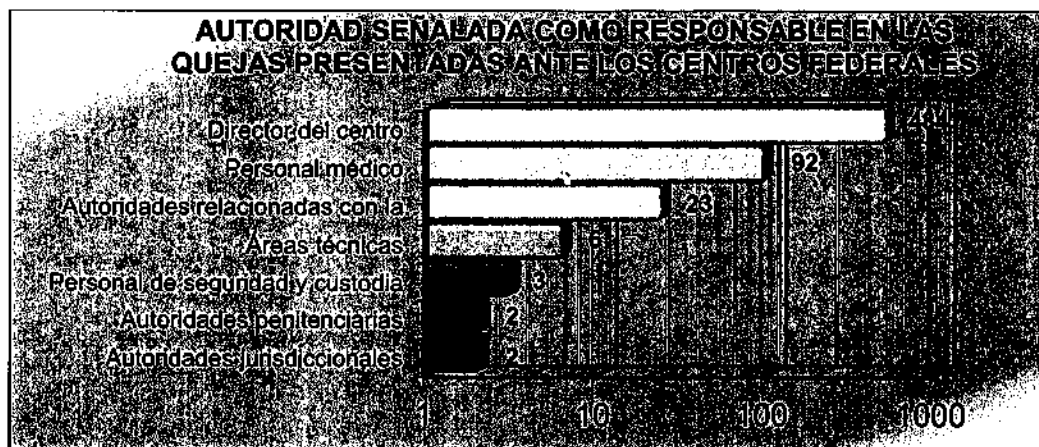 AUTORIDAD SEÑALADA COMO RESPONSABLE EN LAS
QUEJAS PRESENTADAS ANTE LOS CENTROS FEDERALES
Director del centro
Personal médico 92
Autoridades relacionadas con la 23
Áreas técnicas
Personal de seguridad y custodia 3
Autoridades penitenciarias 2
Autoridades jurisdiccionales 2
1 10 100 1000